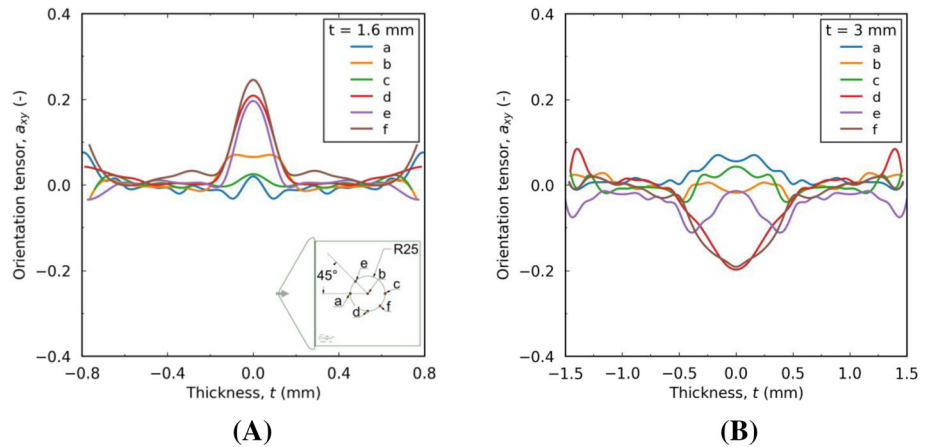 0.4
0.2
0.0
−0.2
−0.4
Orientation tensor, a_xy (-)
t = 1.6 mm
a
b
c
d
e
f
R25
45°
e
b
a
c
d
f
−0.8
−0.4
0.0
0.4
0.8
Thickness, t (mm)
(A)
0.4
0.2
0.0
−0.2
−0.4
Orientation tensor, a_xy (-)
t = 3 mm
a
b
c
d
e
f
−1.5
−1.0
−0.5
0.0
0.5
1.0
1.5
Thickness, t (mm)
(B)